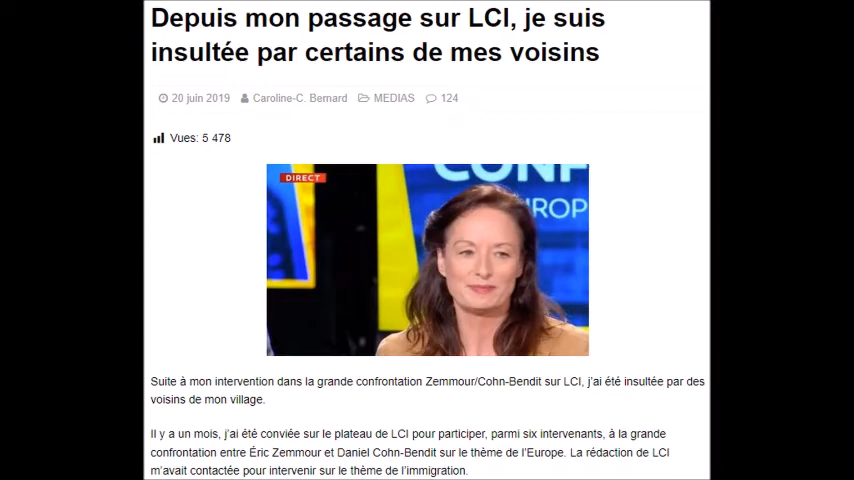 Depuis mon passage sur LCI, je suis
insultée par certains de mes voisins
20 juin 2019 Caroline-C. Bernard MEDIAS 124
Vues: 5 478
DIRECT
CONF
EUROP
Suite à mon intervention dans la grande confrontation Zemmour/Cohn-Bendit sur LCI, j’ai été insultée par des
voisins de mon village.
Il y a un mois, j’ai été conviée sur le plateau de LCI pour participer, parmi six intervenants, à la grande
confrontation entre Éric Zemmour et Daniel Cohn-Bendit sur le thème de l’Europe. La rédaction de LCI
m’avait contactée pour intervenir sur le thème de l’immigration.